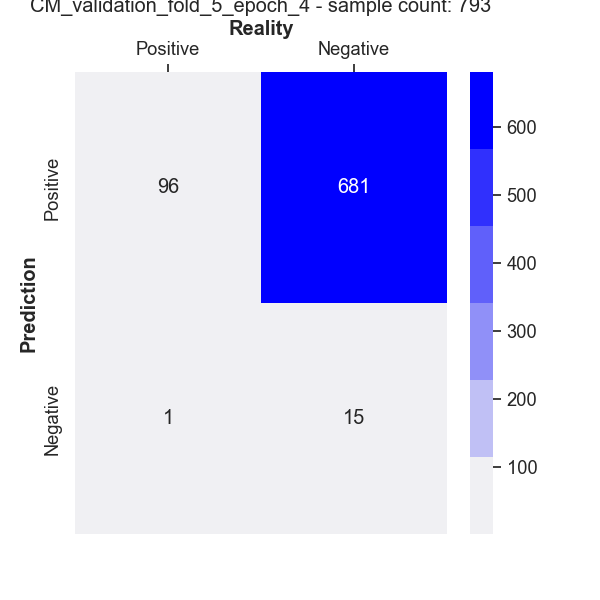 CM_validation_fold_5_epoch_4 - sample count: 793
Reality
Positive Negative
Positive 96 681
Prediction
Negative 1 15
600
500
400
300
200
100